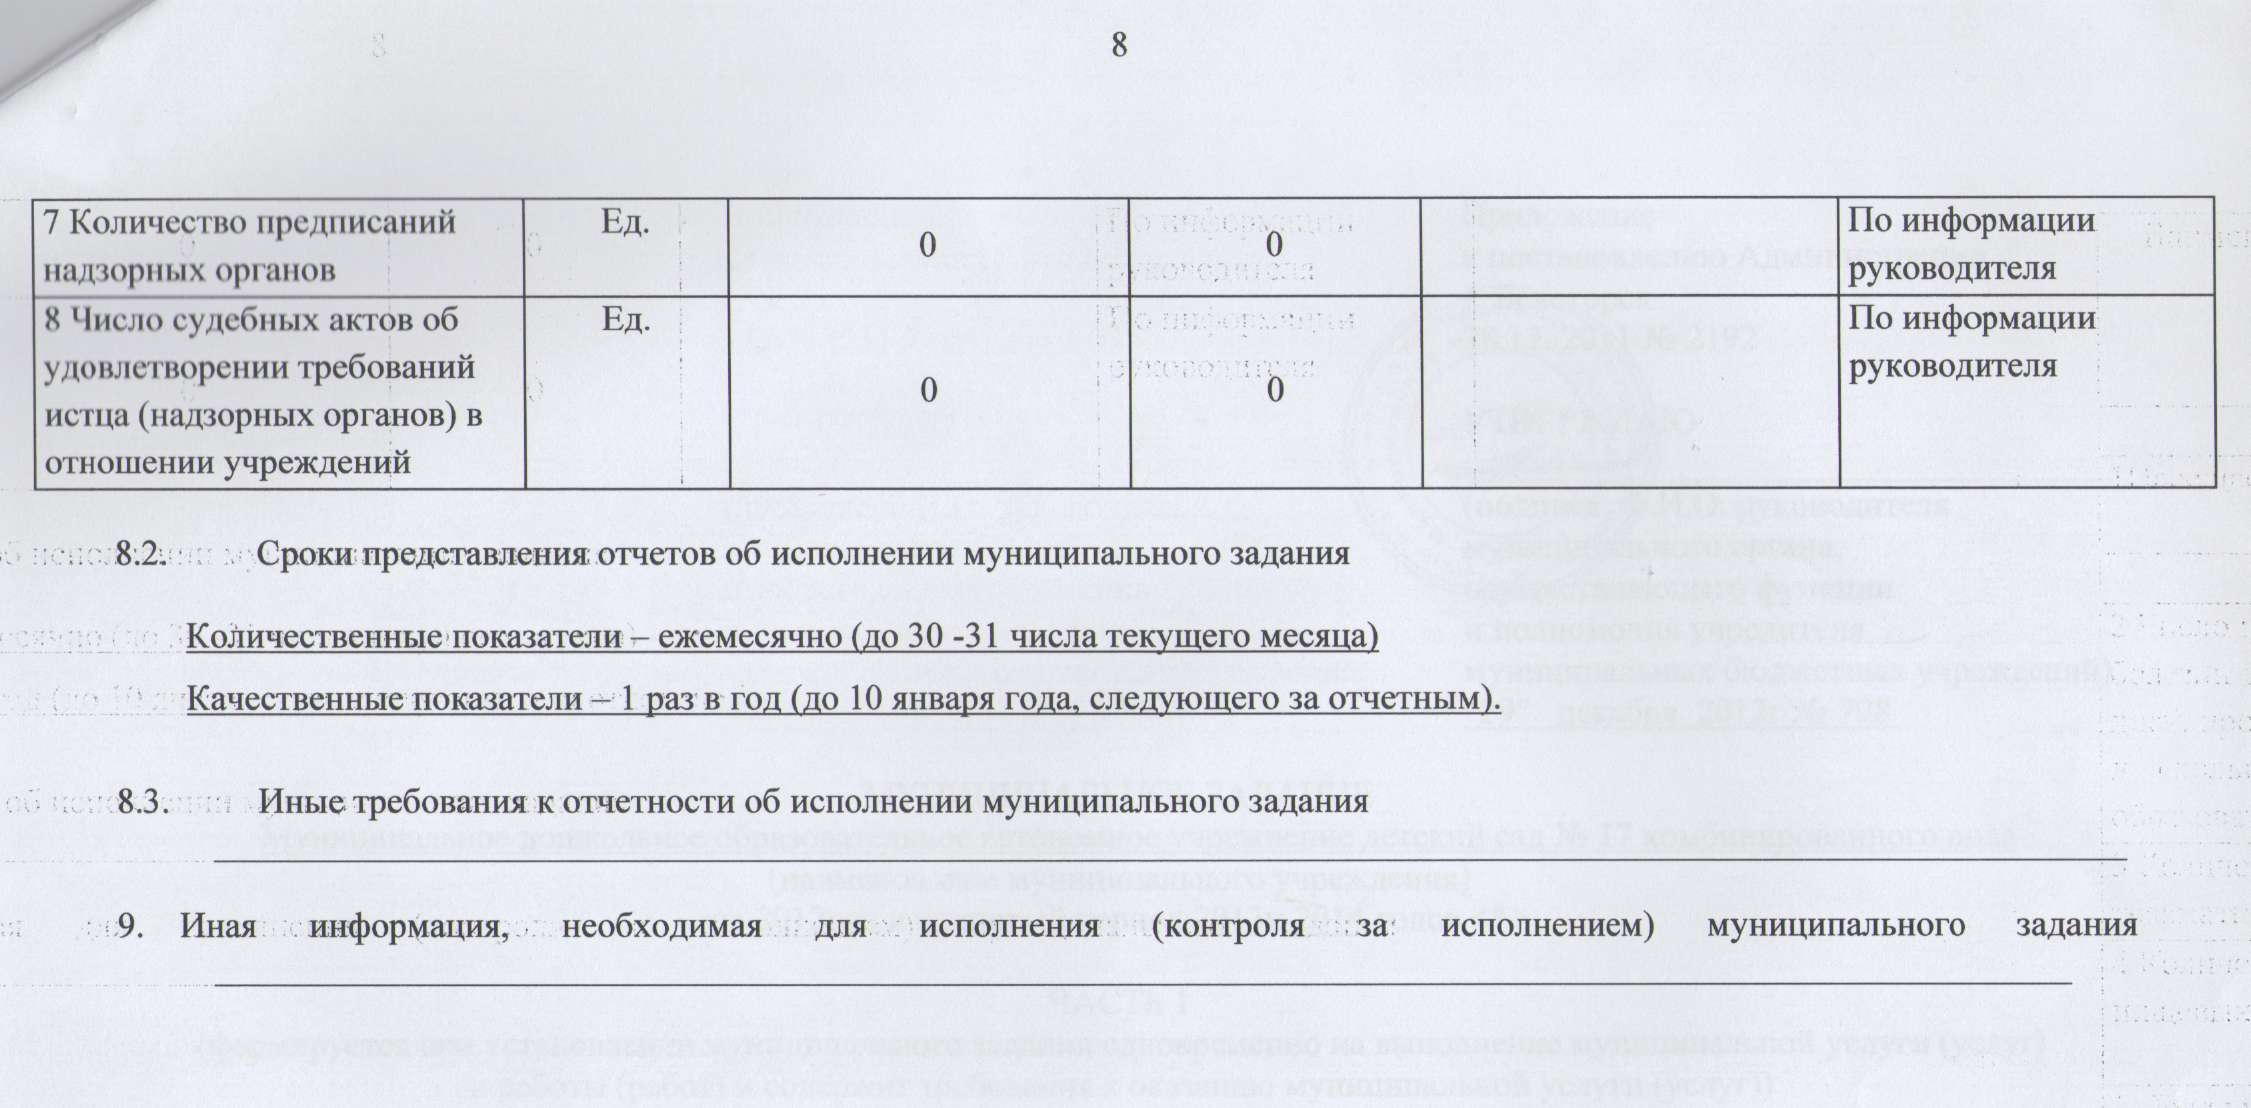 8
7 Количество предписаний
надзорных органов
Ед.
0
0
По информации
руководителя
8 Число судебных актов об
удовлетворении требований
истца (надзорных органов) в
отношении учреждений
Ед.
0
0
По информации
руководителя
8.2. Сроки представления отчетов об исполнении муниципального задания
Количественные показатели – ежемесячно (до 30 -31 числа текущего месяца)
Качественные показатели – 1 раз в год (до 10 января года, следующего за отчетным).
8.3. Иные требования к отчетности об исполнении муниципального задания
9. Иная информация, необходимая для исполнения (контроля за исполнением) муниципального задания